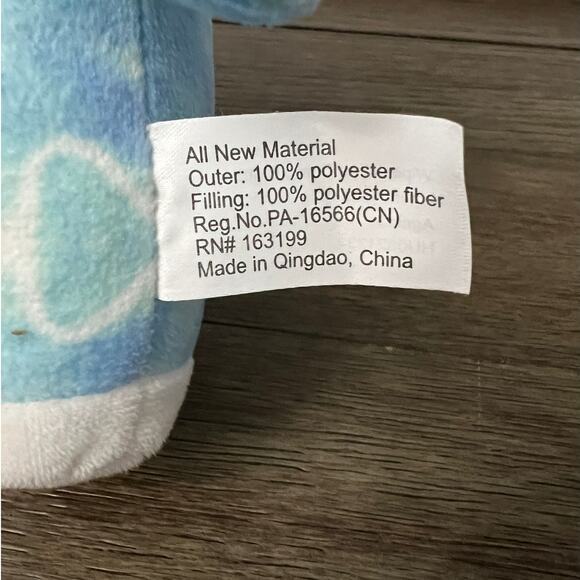 All New Material
Outer: 100% polyester
Filling: 100% polyester fiber
Reg.No.PA-16566(CN)
RN# 163199
Made in Qingdao, China